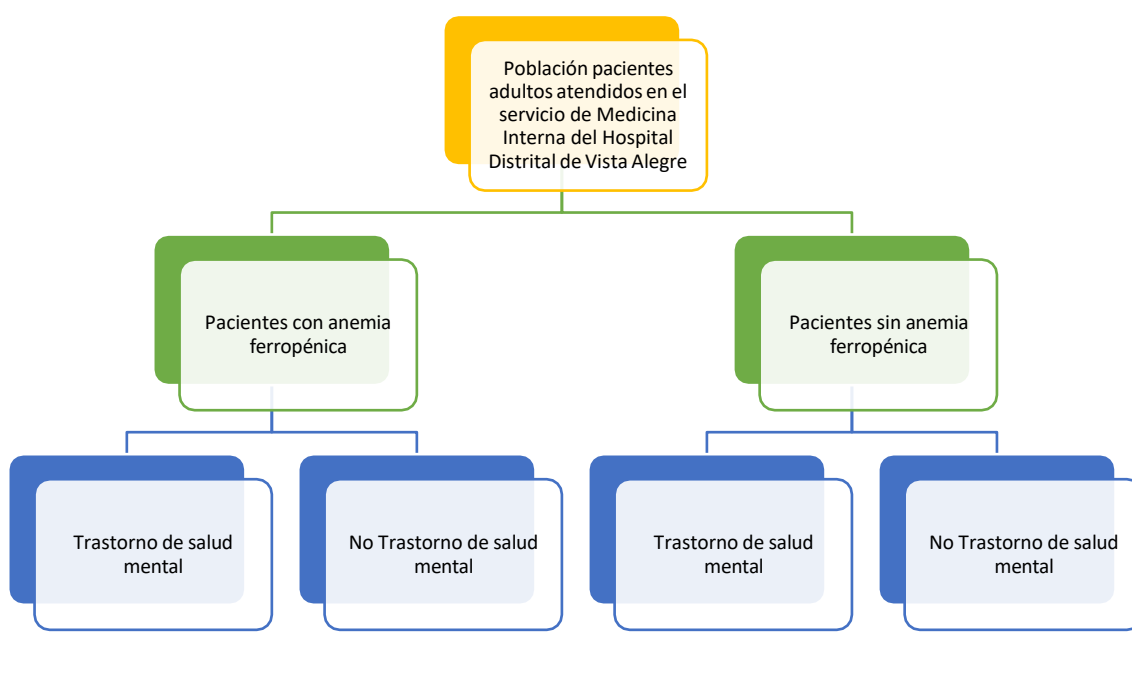 Población pacientes
adultos atendidos en el
servicio de Medicina
Interna del Hospital
Distrital de Vista Alegre
Pacientes con anemia
ferropénica
Pacientes sin anemia
ferropénica
Trastorno de salud
mental
No Trastorno de salud
mental
Trastorno de salud
mental
No Trastorno de salud
mental